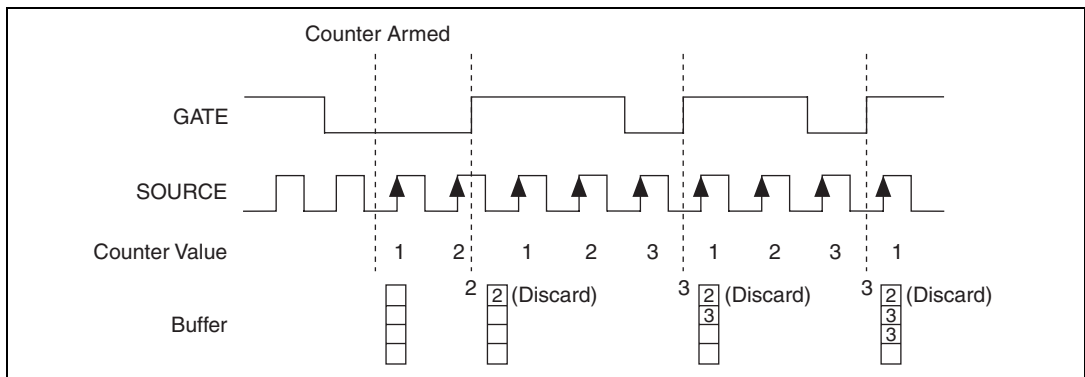 Counter Armed
GATE
SOURCE
Counter Value 1 2 1 2 3 1 2 3 1
2 2 (Discard) 3 2 (Discard) 3 2 (Discard)
3 3
3
Buffer